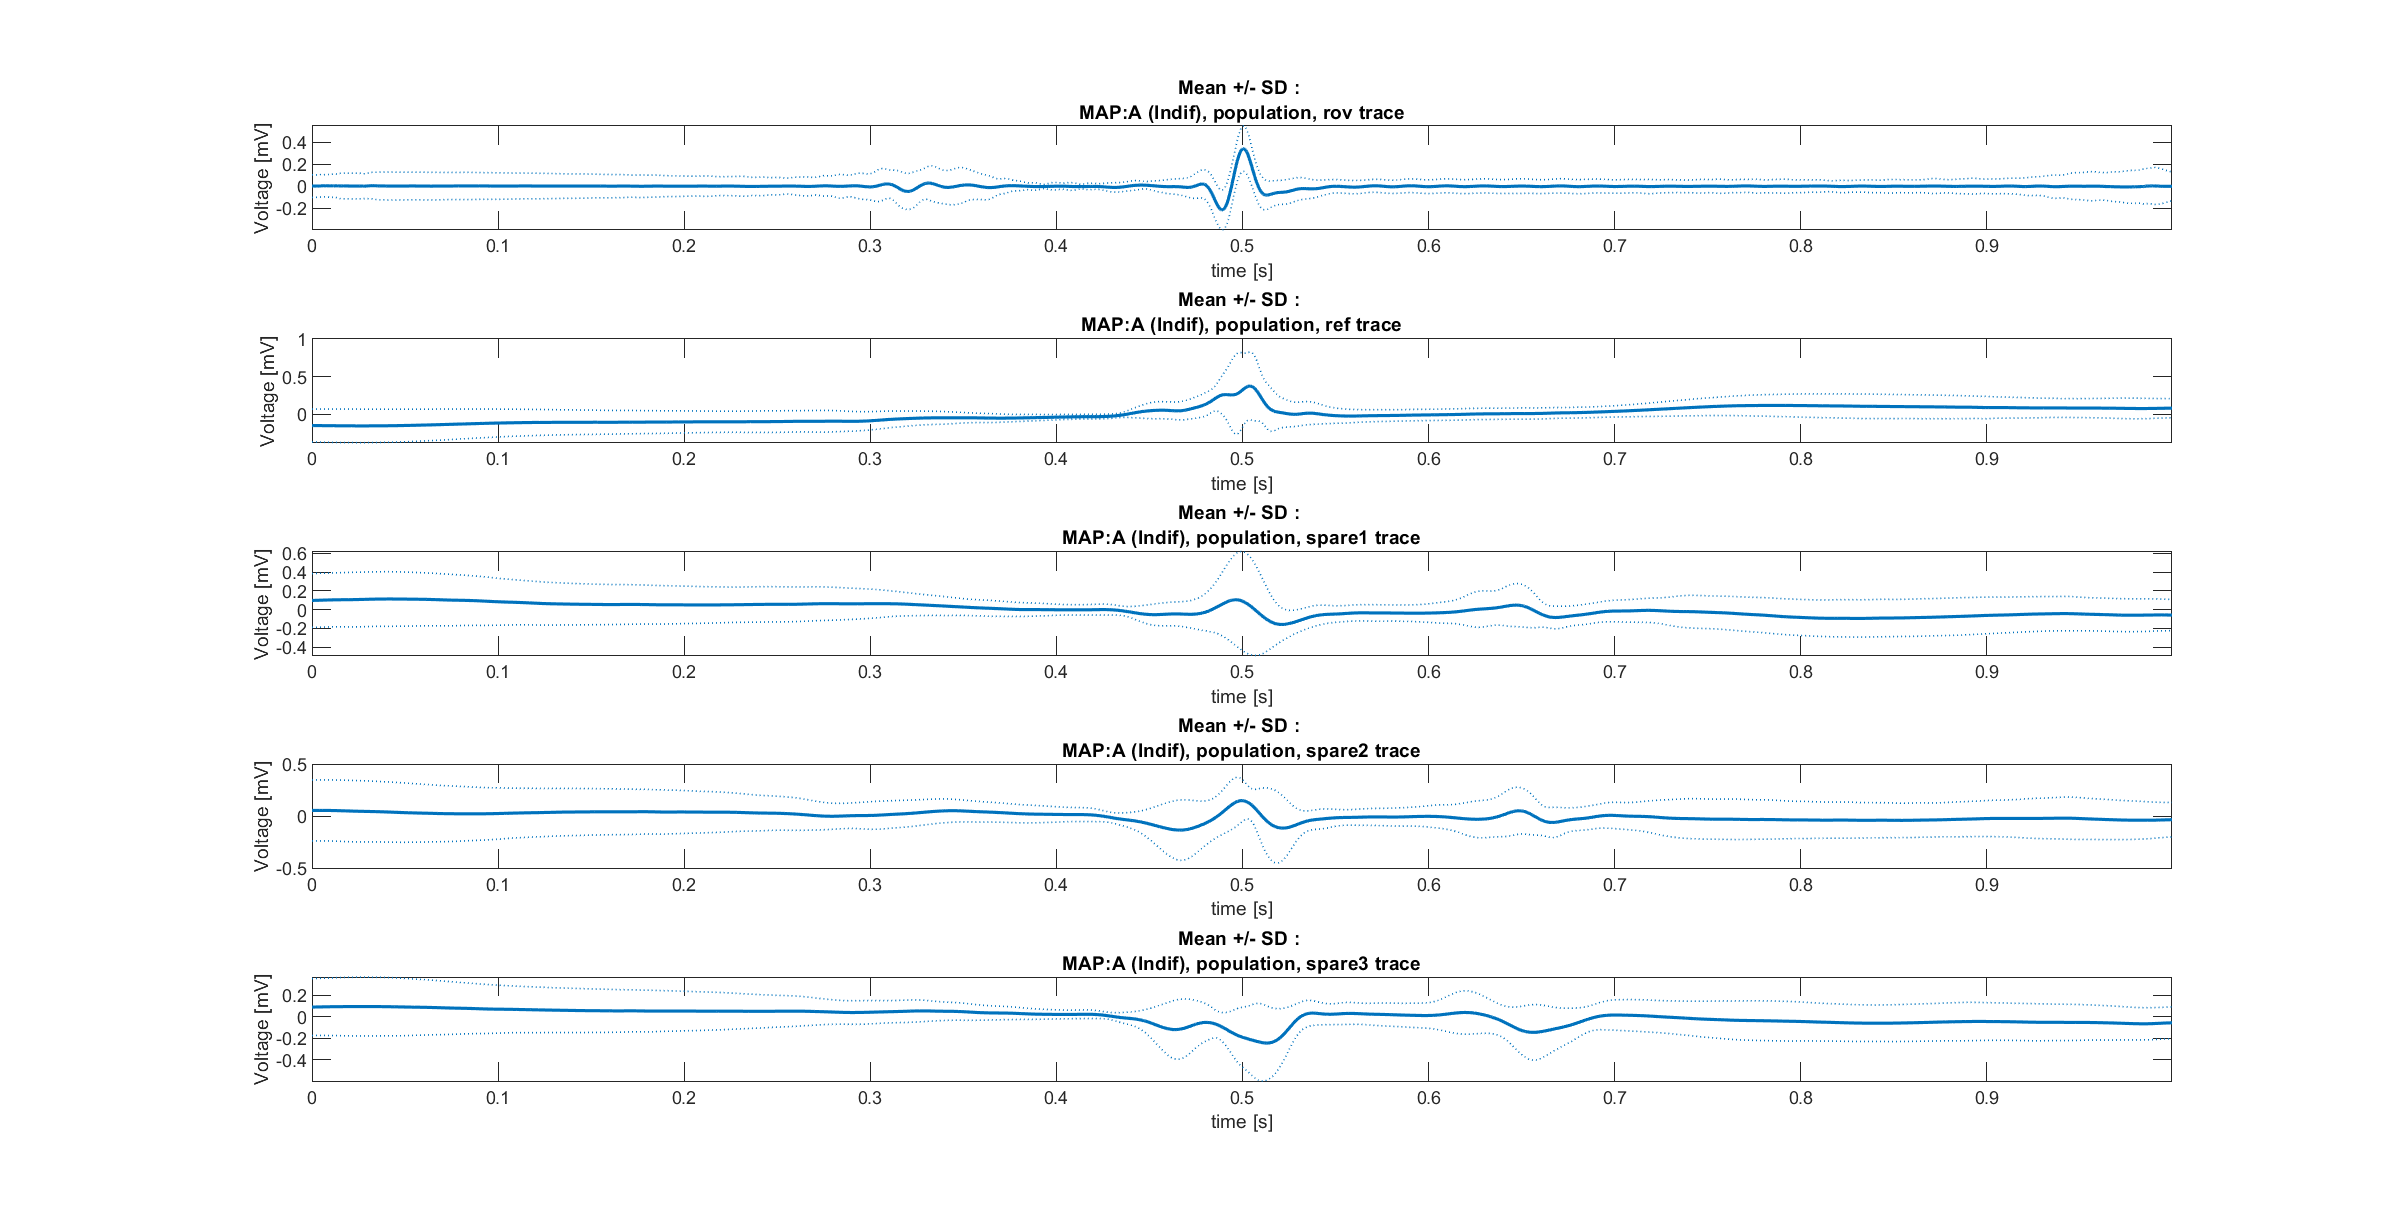 Mean +/- SD :
MAP:A (Indif), population, rov trace
Voltage [mV]
0.4
0.2
0
-0.2
0 0.1 0.2 0.3 0.4 0.5 0.6 0.7 0.8 0.9
time [s]
Mean +/- SD :
MAP:A (Indif), population, ref trace
Voltage [mV]
1
0.5
0
0 0.1 0.2 0.3 0.4 0.5 0.6 0.7 0.8 0.9
time [s]
Mean +/- SD :
MAP:A (Indif), population, spare1 trace
Voltage [mV]
0.6
0.4
0.2
0
-0.2
-0.4
0 0.1 0.2 0.3 0.4 0.5 0.6 0.7 0.8 0.9
time [s]
Mean +/- SD :
MAP:A (Indif), population, spare2 trace
Voltage [mV]
0.5
0
-0.5
0 0.1 0.2 0.3 0.4 0.5 0.6 0.7 0.8 0.9
time [s]
Mean +/- SD :
MAP:A (Indif), population, spare3 trace
Voltage [mV]
0.2
0
-0.2
-0.4
0 0.1 0.2 0.3 0.4 0.5 0.6 0.7 0.8 0.9
time [s]